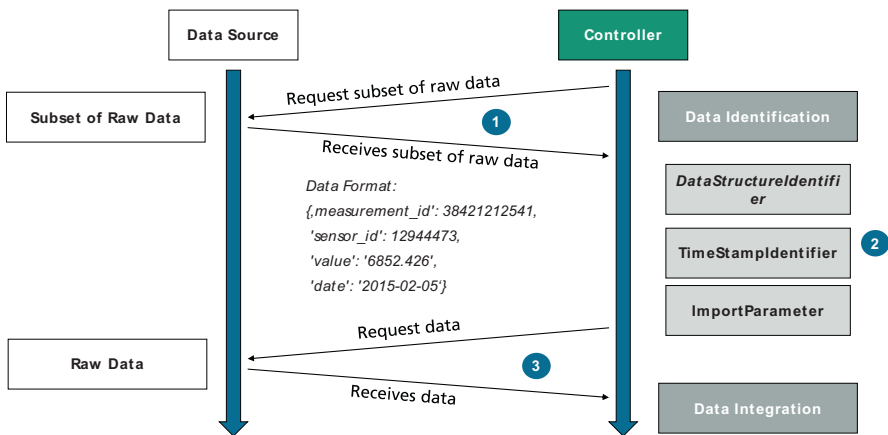 Data Source
Controller
Request subset of raw data
Subset of Raw Data
1
Data Identification
Receives subset of raw data
Data Format:
{‚measurement_id': 38421212541,
'sensor_id': 12944473,
'value': '6852.426',
'date': '2015-02-05‘}
DataStructureIdentifi
er
TimeStampIdentifier
2
ImportParameter
Request data
Raw Data
3
Receives data
Data Integration